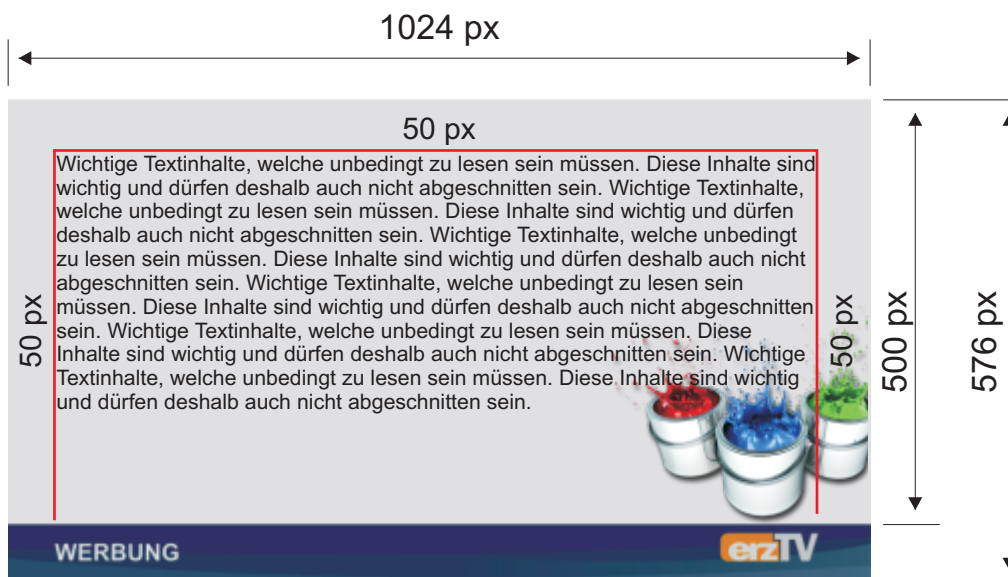 1024 px
50 px
Wichtige Textinhalte, welche unbedingt zu lesen sein müssen. Diese Inhalte sind
wichtig und dürfen deshalb auch nicht abgeschnitten sein. Wichtige Textinhalte,
welche unbedingt zu lesen sein müssen. Diese Inhalte sind wichtig und dürfen
deshalb auch nicht abgeschnitten sein. Wichtige Textinhalte, welche unbedingt
zu lesen sein müssen. Diese Inhalte sind wichtig und dürfen deshalb auch nicht
abgeschnitten sein. Wichtige Textinhalte, welche unbedingt zu lesen sein
müssen. Diese Inhalte sind wichtig und dürfen deshalb auch nicht abgeschnitten
sein. Wichtige Textinhalte, welche unbedingt zu lesen sein müssen. Diese
Inhalte sind wichtig und dürfen deshalb auch nicht abgeschnitten sein. Wichtige
Textinhalte, welche unbedingt zu lesen sein müssen. Diese Inhalte sind wichtig
und dürfen deshalb auch nicht abgeschnitten sein.
50 px
50 px
500 px
576 px
WERBUNG
erzTV